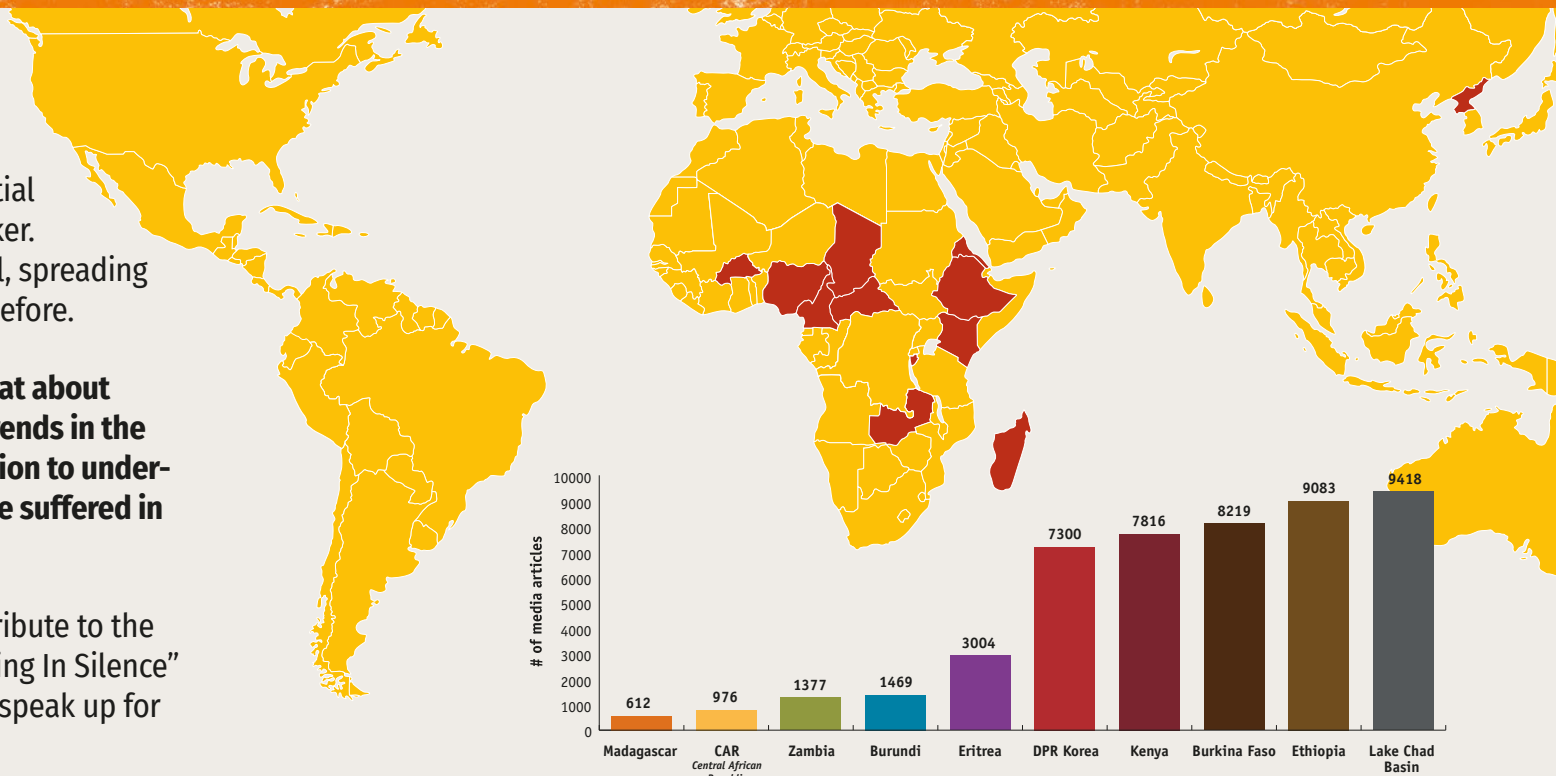 tial
ker.
l, spreading
efore.
at about
rends in the
ion to under-
e suffered in
ribute to the
ing In Silence”
speak up for
# of media articles
10000
9000
8000
7000
6000
5000
4000
3000
2000
1000
0
612
976
1377
1469
3004
7300
7816
8219
9083
9418
Madagascar
CAR
Central African
Zambia
Burundi
Eritrea
DPR Korea
Kenya
Burkina Faso
Ethiopia
Lake Chad
Basin